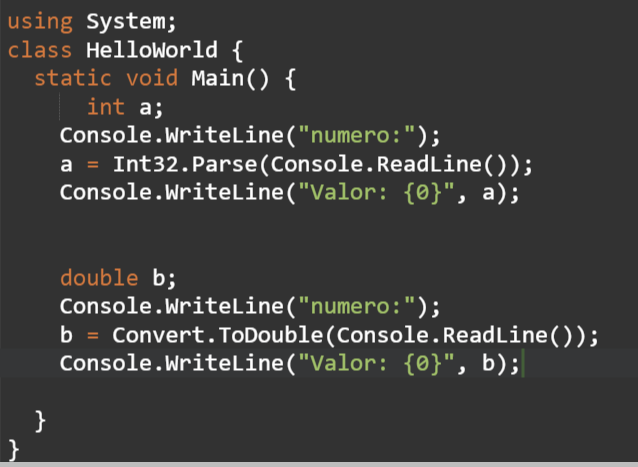 using System;
class HelloWorld {
  static void Main() {
      int a;
    Console.WriteLine("numero:");
    a = Int32.Parse(Console.ReadLine());
    Console.WriteLine("Valor: {0}", a);
    double b;
    Console.WriteLine("numero:");
    b = Convert.ToDouble(Console.ReadLine());
    Console.WriteLine("Valor: {0}", b);
  }
}